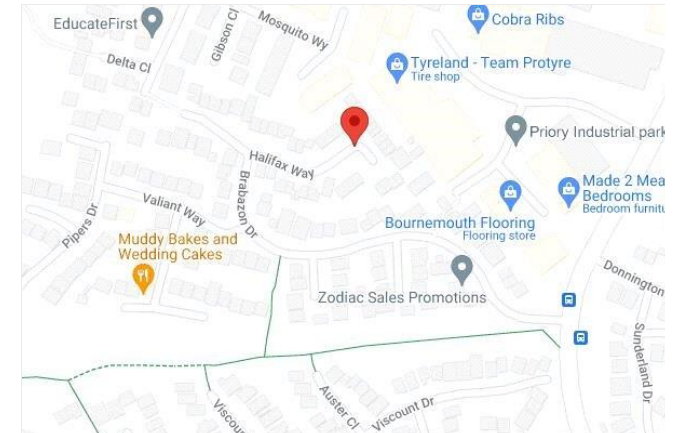 EducateFirst
Delta Cl
Gibson Cl
Mosquito Wy
Cobra Ribs
Tyreland - Team Protyre
Tire shop
Priory Industrial park
Halifax Way
Brabazon Dr
Valiant Way
Pipers Dr
Made 2 Mea
Bedrooms
Bedroom furnitu
Bournemouth Flooring
Flooring store
Muddy Bakes and
Wedding Cakes
Zodiac Sales Promotions
Donnington
Sunderland Dr
Viscou
Auster Cl
Viscount Dr